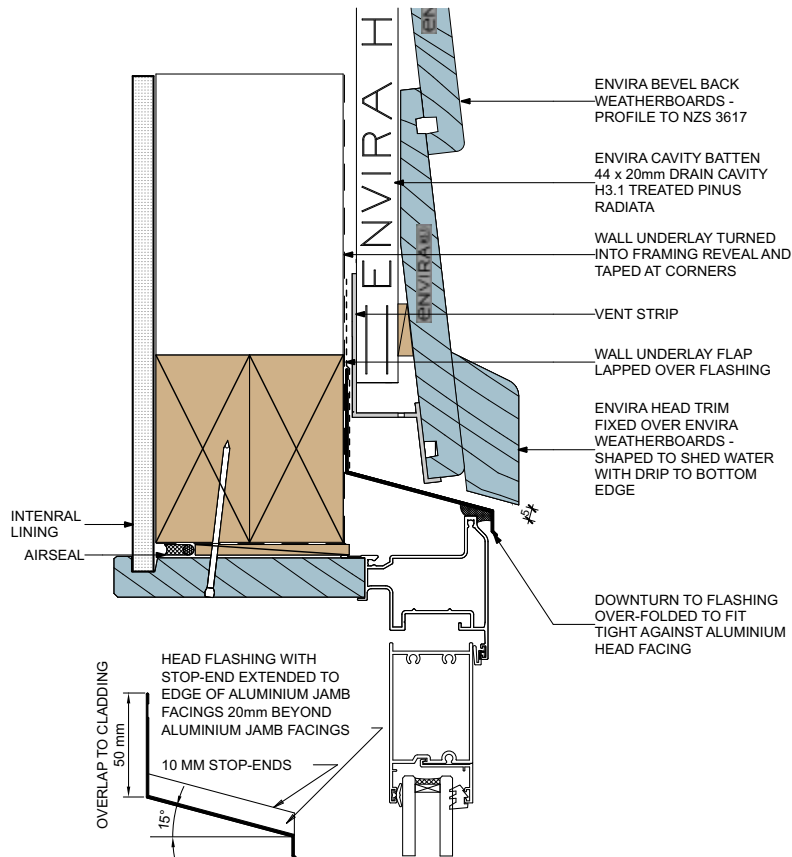 ENVIRA
ENVIRA H
ENVIRA BEVEL BACK
WEATHERBOARDS -
PROFILE TO NZS 3617
ENVIRA CAVITY BATTEN
44 x 20mm DRAIN CAVITY
H3.1 TREATED PINUS
RADIATA
WALL UNDERLAY TURNED
INTO FRAMING REVEAL AND
TAPED AT CORNERS
VENT STRIP
WALL UNDERLAY FLAP
LAPPED OVER FLASHING
ENVIRA HEAD TRIM
FIXED OVER ENVIRA
WEATHERBOARDS -
SHAPED TO SHED WATER
WITH DRIP TO BOTTOM
EDGE
5
INTENRAL
LINING
AIRSEAL
DOWNTURN TO FLASHING
OVER-FOLDED TO FIT
TIGHT AGAINST ALUMINIUM
HEAD FACING
HEAD FLASHING WITH
STOP-END EXTENDED TO
EDGE OF ALUMINIUM JAMB
FACINGS 20mm BEYOND
ALUMINIUM JAMB FACINGS
10 MM STOP-ENDS
OVERLAP TO CLADDING
50 mm
15°